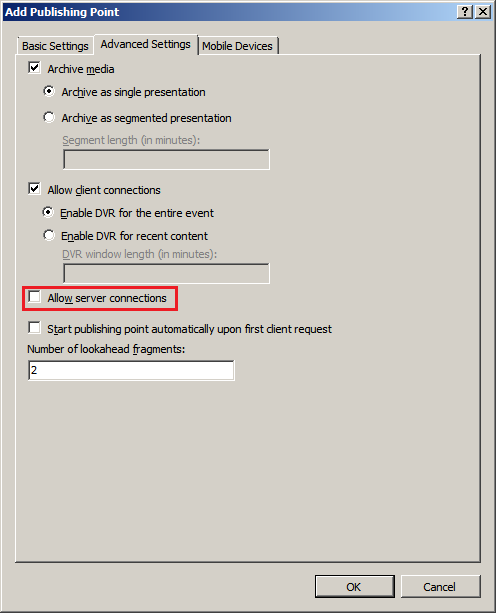 Add Publishing Point
Basic Settings
Advanced Settings
Mobile Devices
Archive media
Archive as single presentation
Archive as segmented presentation
Segment length (in minutes):
Allow client connections
Enable DVR for the entire event
Enable DVR for recent content
DVR window length (in minutes):
Allow server connections
Start publishing point automatically upon first client request
Number of lookahead fragments:
2
OK
Cancel